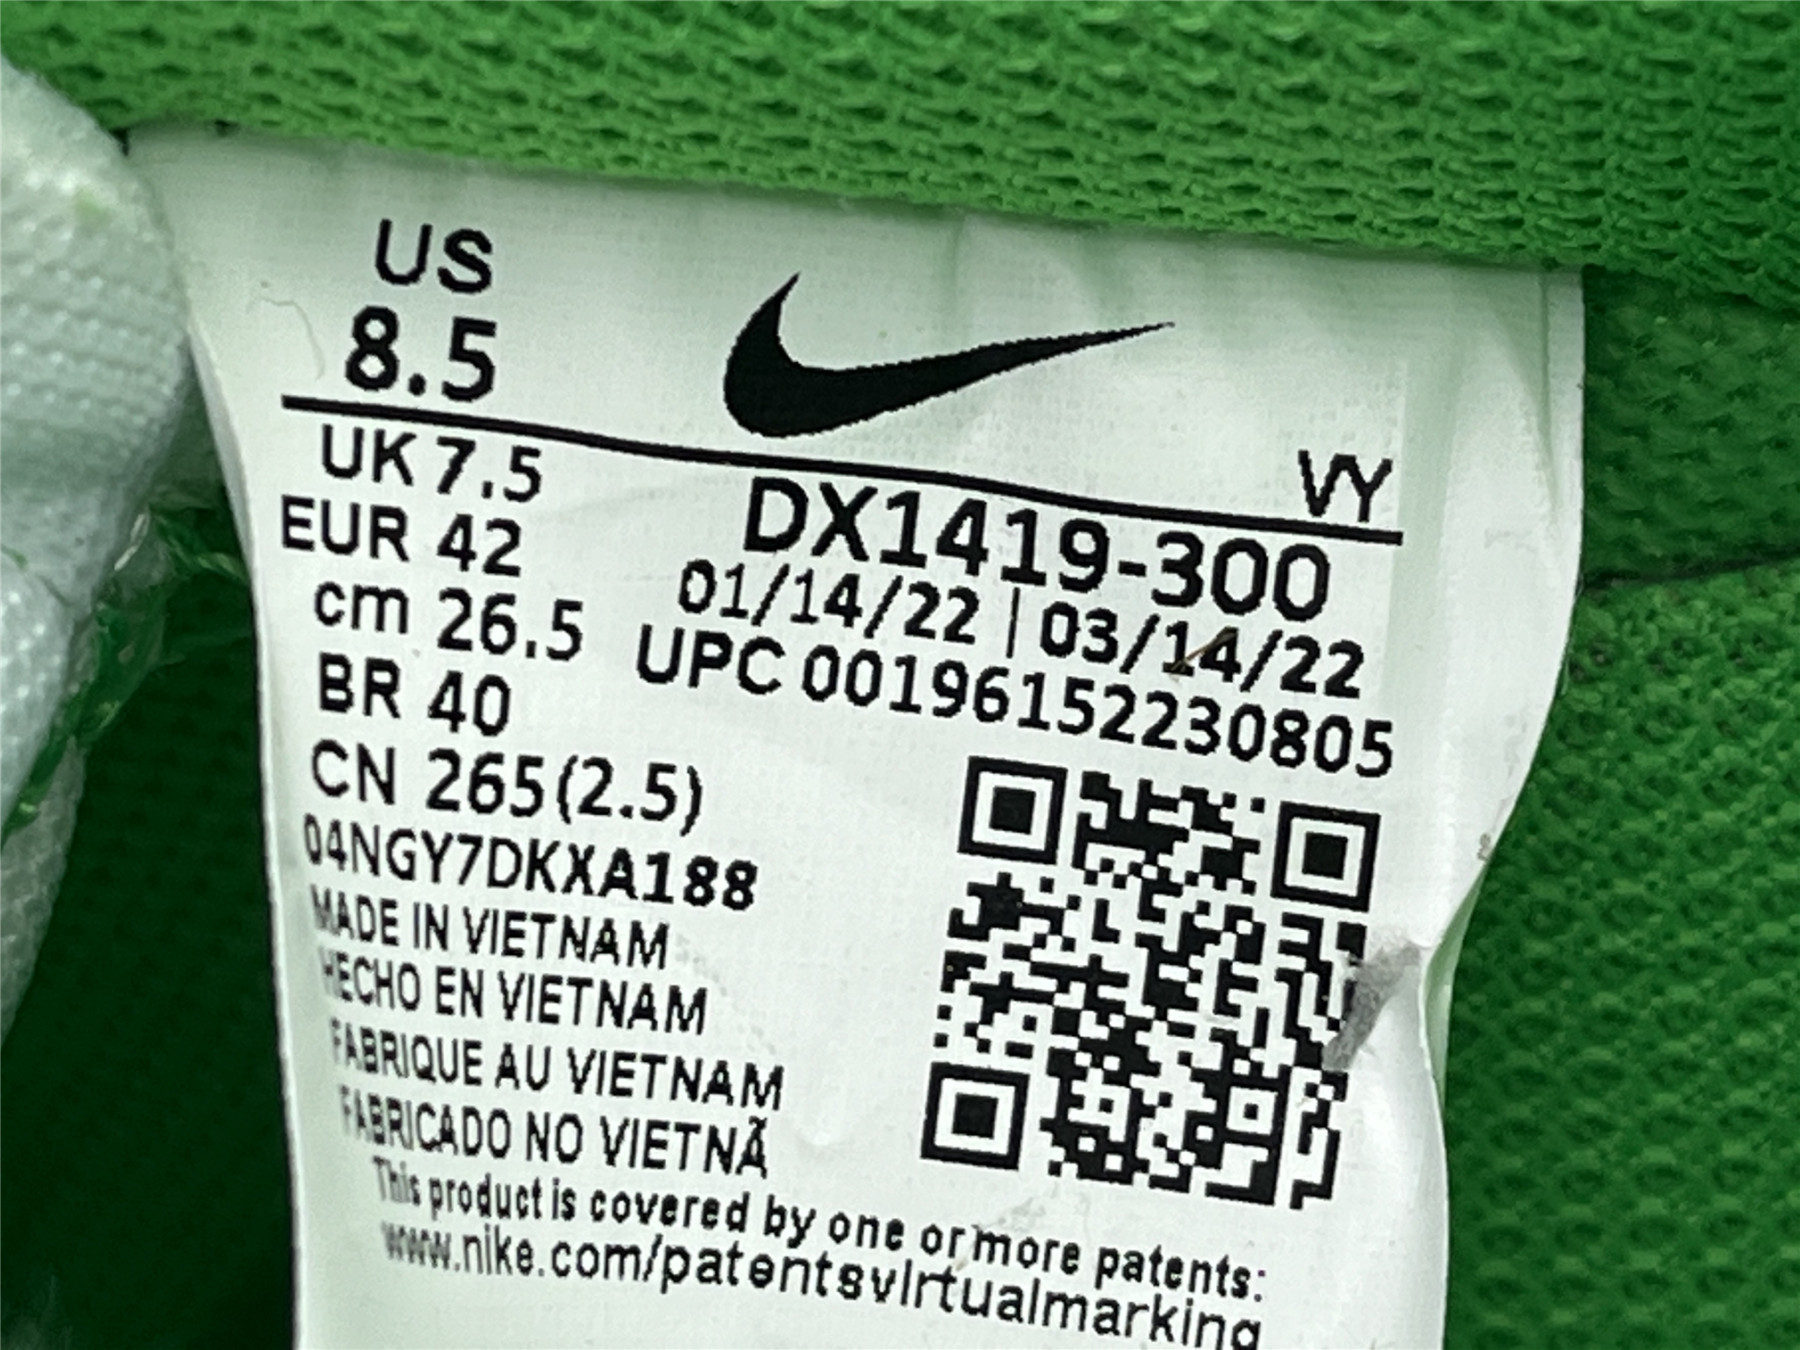 US
8.5
VY
UK 7.5
EUR 42
cm 26.5
BR 40
CN 265(2.5)
DX1419-300
01/14/22 | 03/14/22
UPC 00196152230805
04NGY7DKXA188
MADE IN VIETNAM
HECHO EN VIETNAM
FABRIQUE AU VIETNAM
FABRICADO NO VIETNÃ
This product is covered by one or more patents:
www.nike.com/patentsvirtualmarking